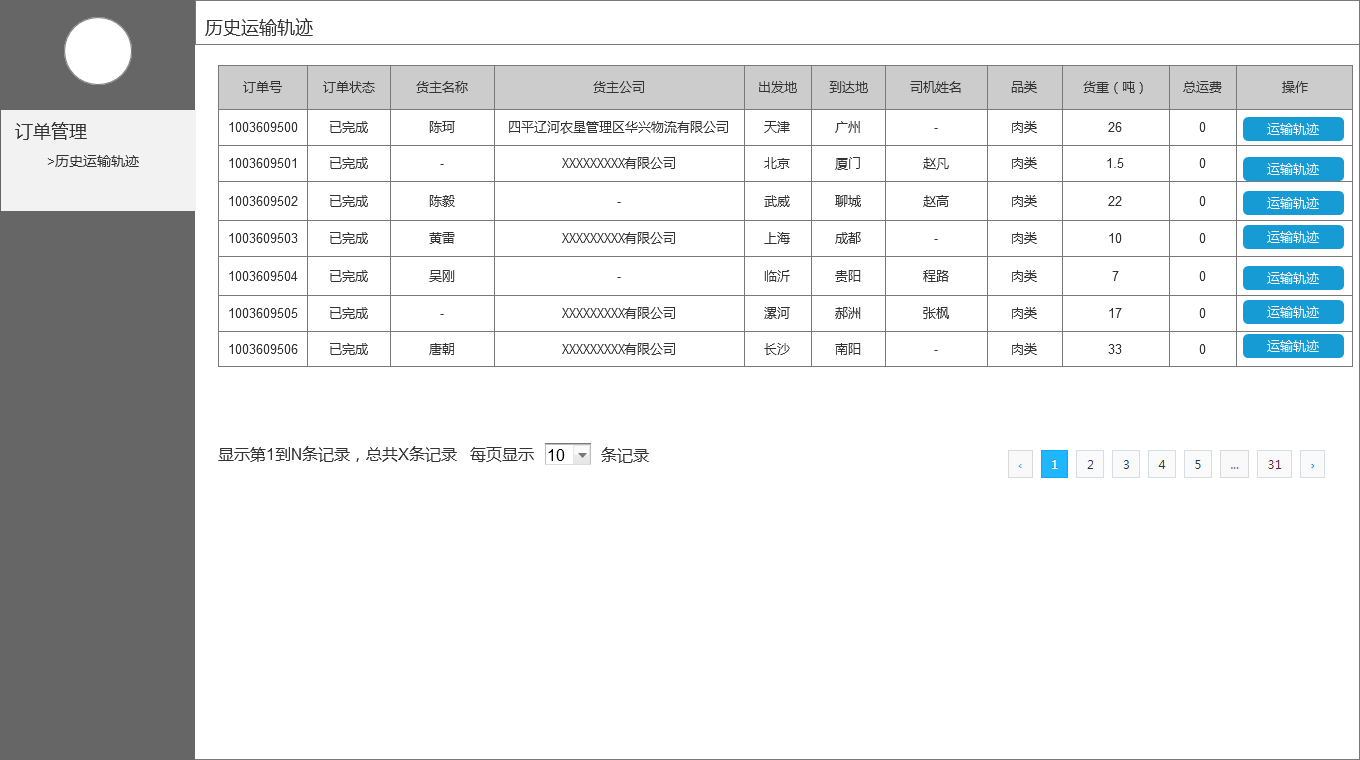 历史运输轨迹
订单管理
>历史运输轨迹
订单号 订单状态 货主名称 货主公司 出发地 到达地 司机姓名 品类 货重（吨） 总运费 操作
1003609500 已完成 陈珂 四平辽河农垦管理区华兴物流有限公司 天津 广州 - 肉类 26 0 运输轨迹
1003609501 已完成 - XXXXXXXXX有限公司 北京 厦门 赵凡 肉类 1.5 0 运输轨迹
1003609502 已完成 陈毅 - 武威 聊城 赵高 肉类 22 0 运输轨迹
1003609503 已完成 黄雷 XXXXXXXXX有限公司 上海 成都 - 肉类 10 0 运输轨迹
1003609504 已完成 吴刚 - 临沂 贵阳 程路 肉类 7 0 运输轨迹
1003609505 已完成 - XXXXXXXXX有限公司 漯河 郝洲 张枫 肉类 17 0 运输轨迹
1003609506 已完成 唐朝 XXXXXXXXX有限公司 长沙 南阳 - 肉类 33 0 运输轨迹
显示第1到N条记录，总共X条记录 每页显示 10 条记录
‹ 1 2 3 4 5 ... 31 ›